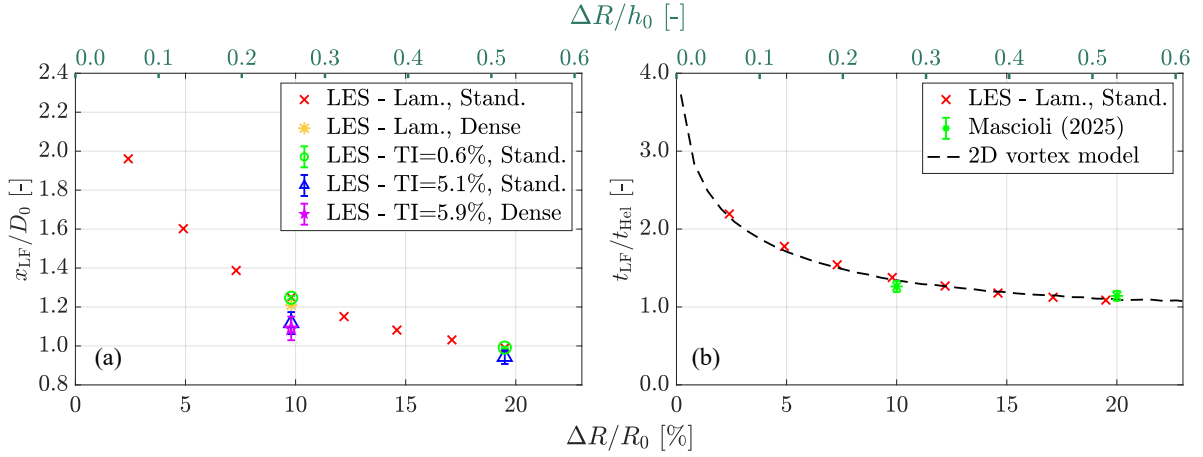 ΔR/h₀ [-]
0.0 0.1 0.2 0.3 0.4 0.5 0.6
2.4
2.2
2.0
1.8
1.6
1.4
1.2
1.0
0.8
x_LF/D₀ [-]
LES - Lam., Stand.
LES - Lam., Dense
LES - TI=0.6%, Stand.
LES - TI=5.1%, Stand.
LES - TI=5.9%, Dense
(a)
0 5 10 15 20
ΔR/R₀ [%]
0.0 0.1 0.2 0.3 0.4 0.5 0.6
4.0
3.0
2.0
1.0
0.0
t_LF/t_Hel [-]
LES - Lam., Stand.
Mascioli (2025)
2D vortex model
(b)
0 5 10 15 20
ΔR/R₀ [%]